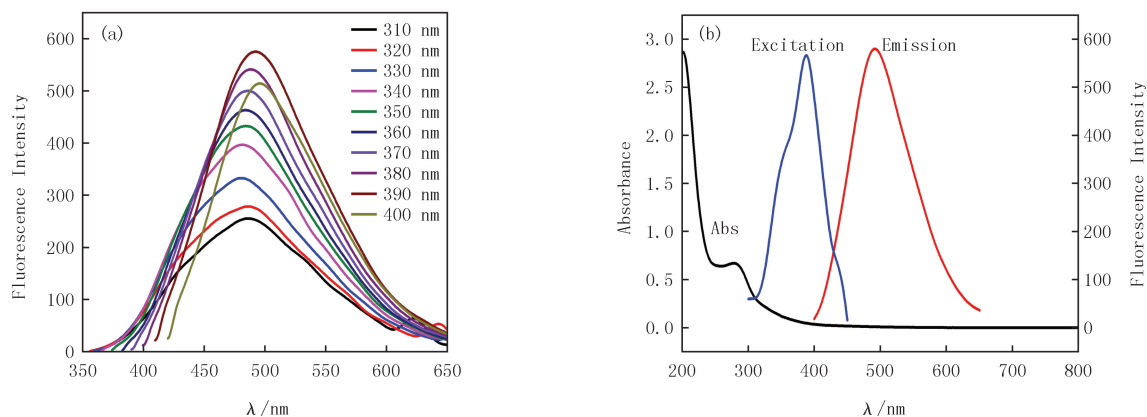 (a)
310 nm
320 nm
330 nm
340 nm
350 nm
360 nm
370 nm
380 nm
390 nm
400 nm
600
500
400
300
200
100
0
Fluorescence Intensity
350 400 450 500 550 600 650
λ/nm
(b)
Excitation
Emission
Abs
3.0
2.5
2.0
1.5
1.0
0.5
0.0
Absorbance
600
500
400
300
200
100
0
Fluorescence Intensity
200 300 400 500 600 700 800
λ/nm